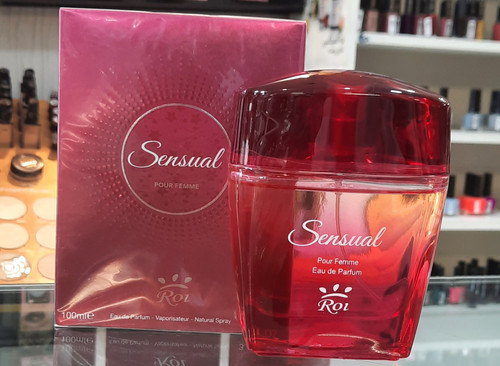 Sensual
POUR FEMME
Roi
100ml e
Eau de Parfum - Vaporisateur - Natural Spray
Sensual
Pour Femme
Eau de Parfum
Roi